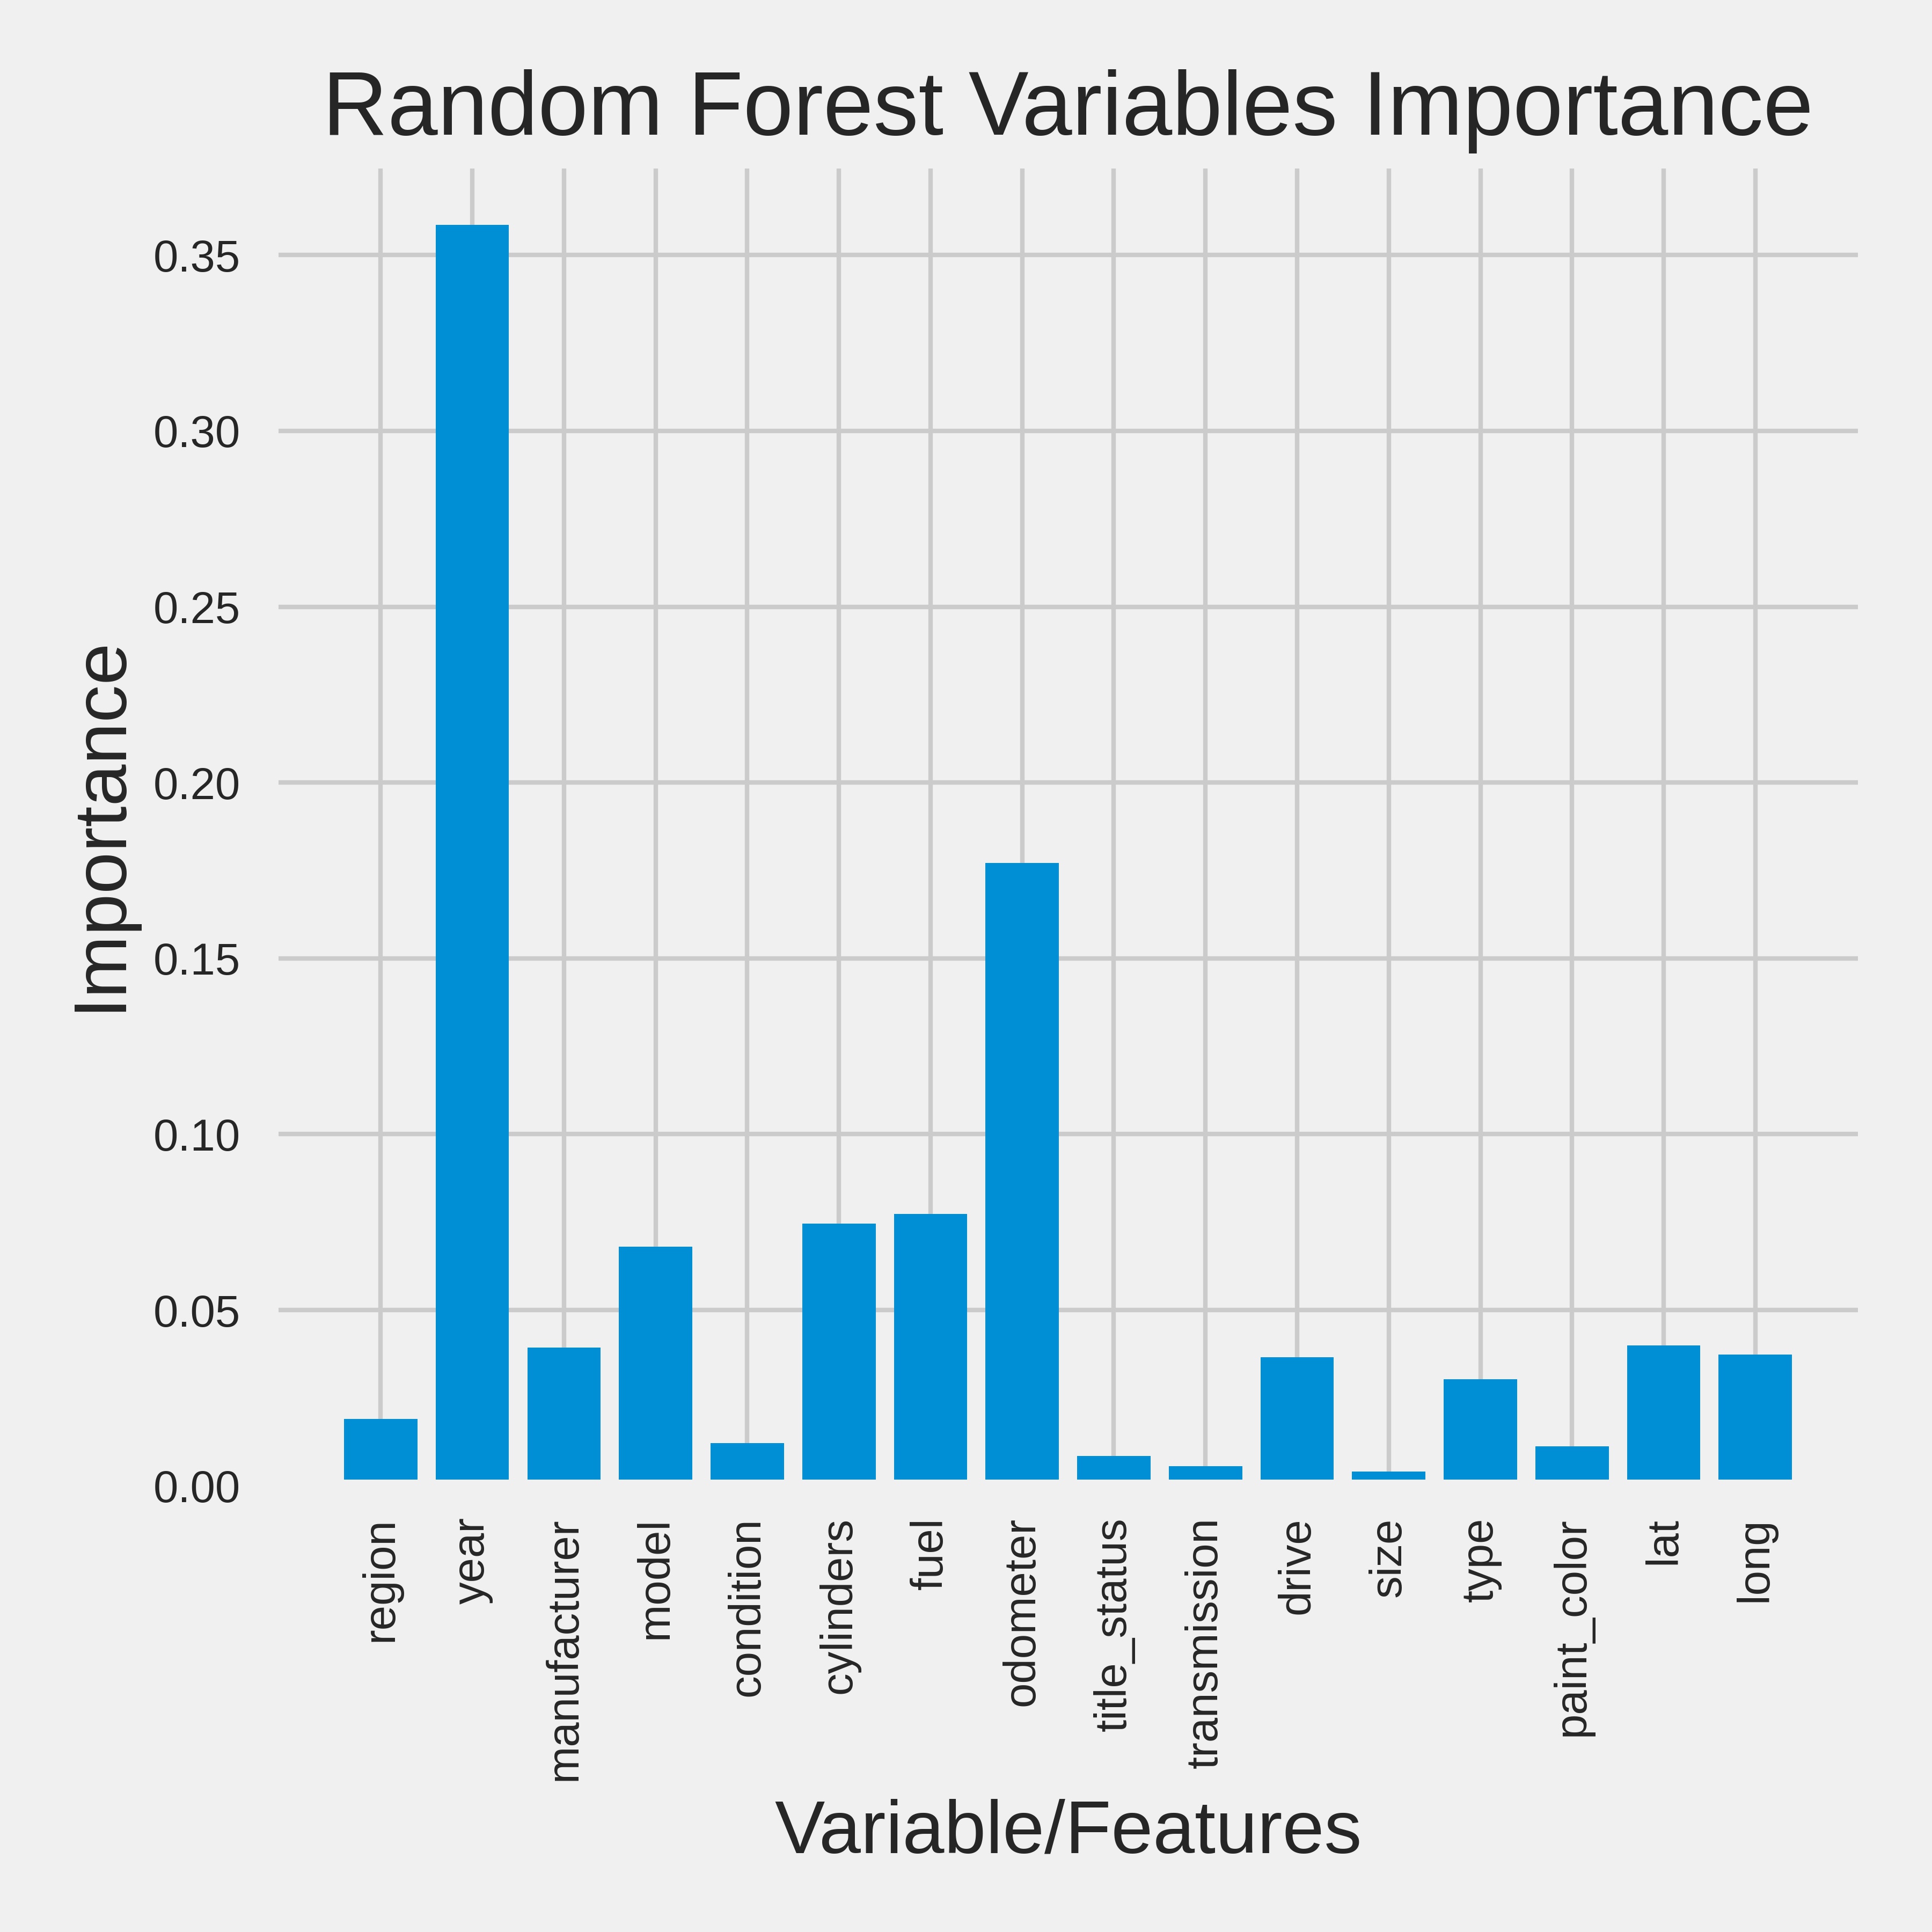 Random Forest Variables Importance
Importance
0.35
0.30
0.25
0.20
0.15
0.10
0.05
0.00
region
year
manufacturer
model
condition
cylinders
fuel
odometer
title_status
transmission
drive
size
type
paint_color
lat
long
Variable/Features